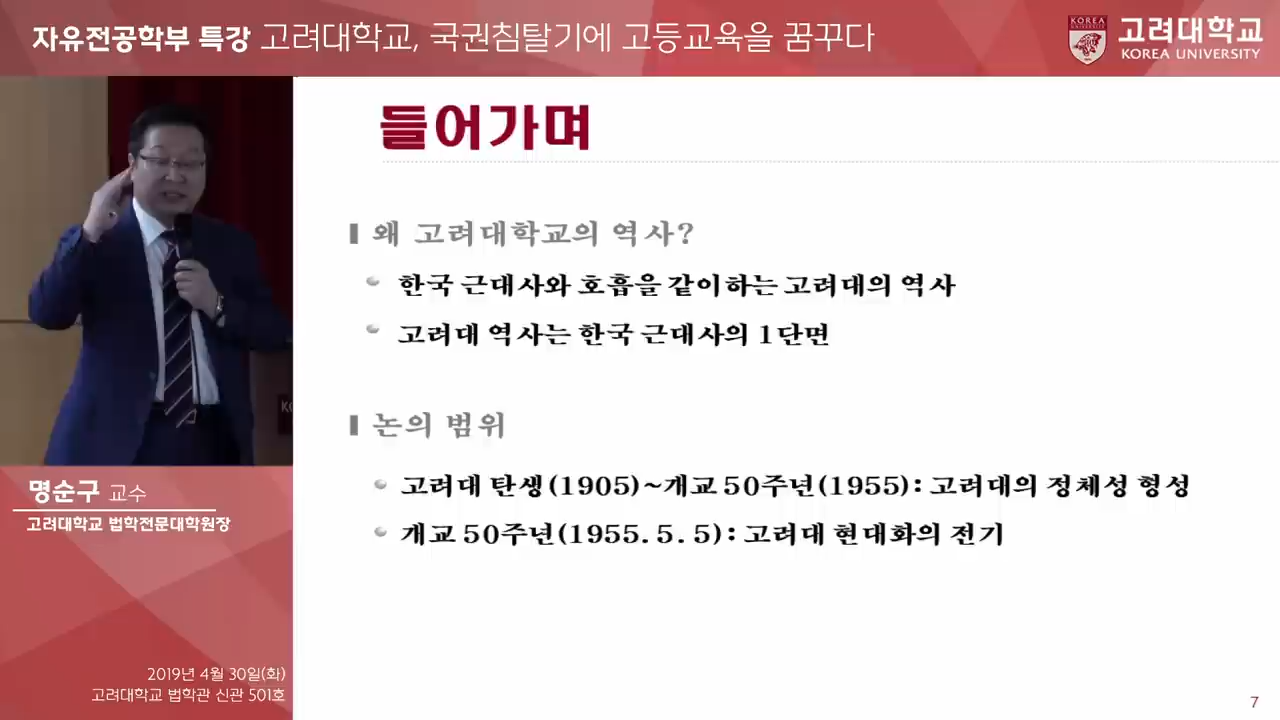 자유전공학부 특강 고려대학교, 국권침탈기에 고등교육을 꿈꾸다
KOREA
UNIVERSITY
고려대학교
KOREA UNIVERSITY
들어가며
왜 고려대학교의 역사?
한국 근대사와 호흡을 같이하는 고려대의 역사
고려대 역사는 한국 근대사의 1단면
논의 범위
고려대 탄생(1905)~개교 50주년(1955): 고려대의 정체성 형성
개교 50주년(1955. 5. 5): 고려대 현대화의 전기
명순구 교수
고려대학교 법학전문대학원장
2019년 4월 30일(화)
고려대학교 법학관 신관 501호
7